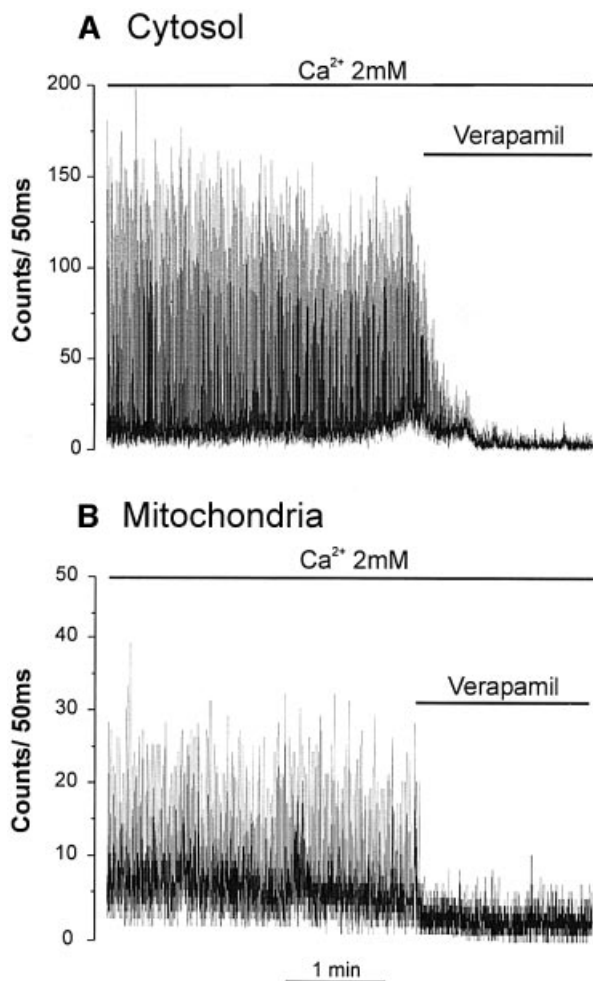 A Cytosol
Ca²⁺ 2mM
Verapamil
200
150
100
50
0
Counts/ 50ms
B Mitochondria
Ca²⁺ 2mM
Verapamil
50
40
30
20
10
0
Counts/ 50ms
1 min